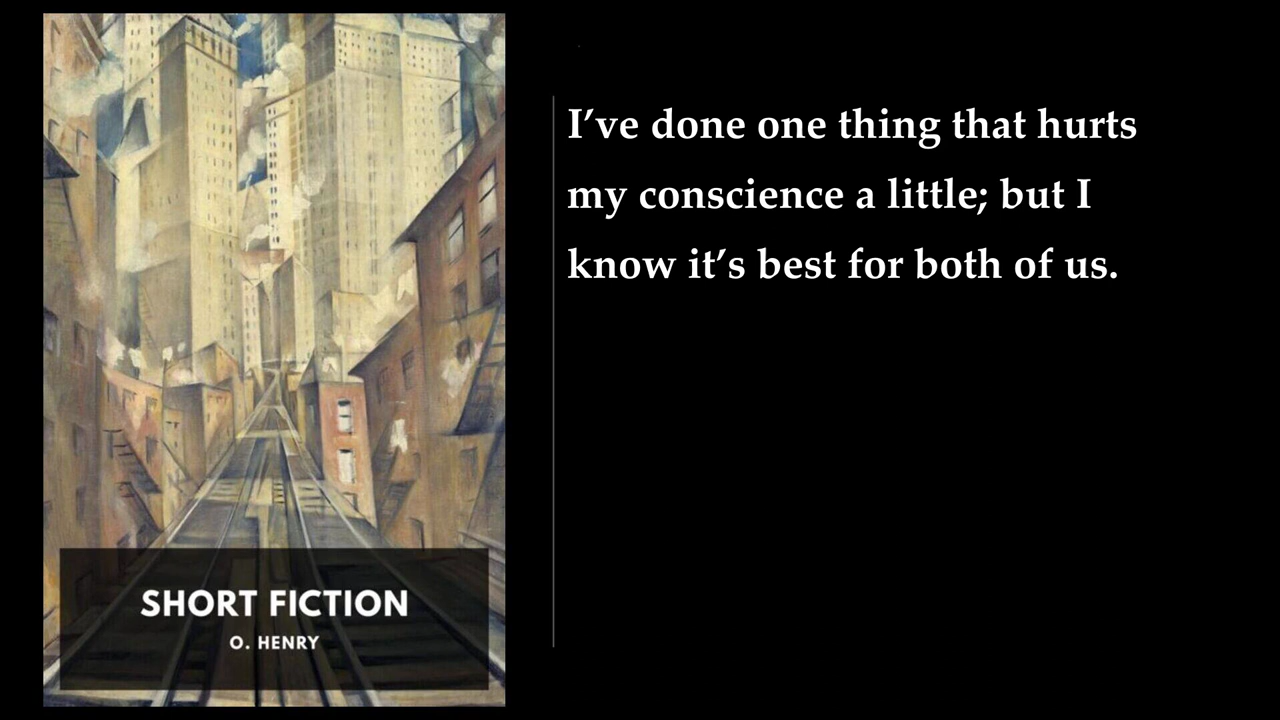 SHORT FICTION
O. HENRY
I’ve done one thing that hurts
my conscience a little; but I
know it’s best for both of us.